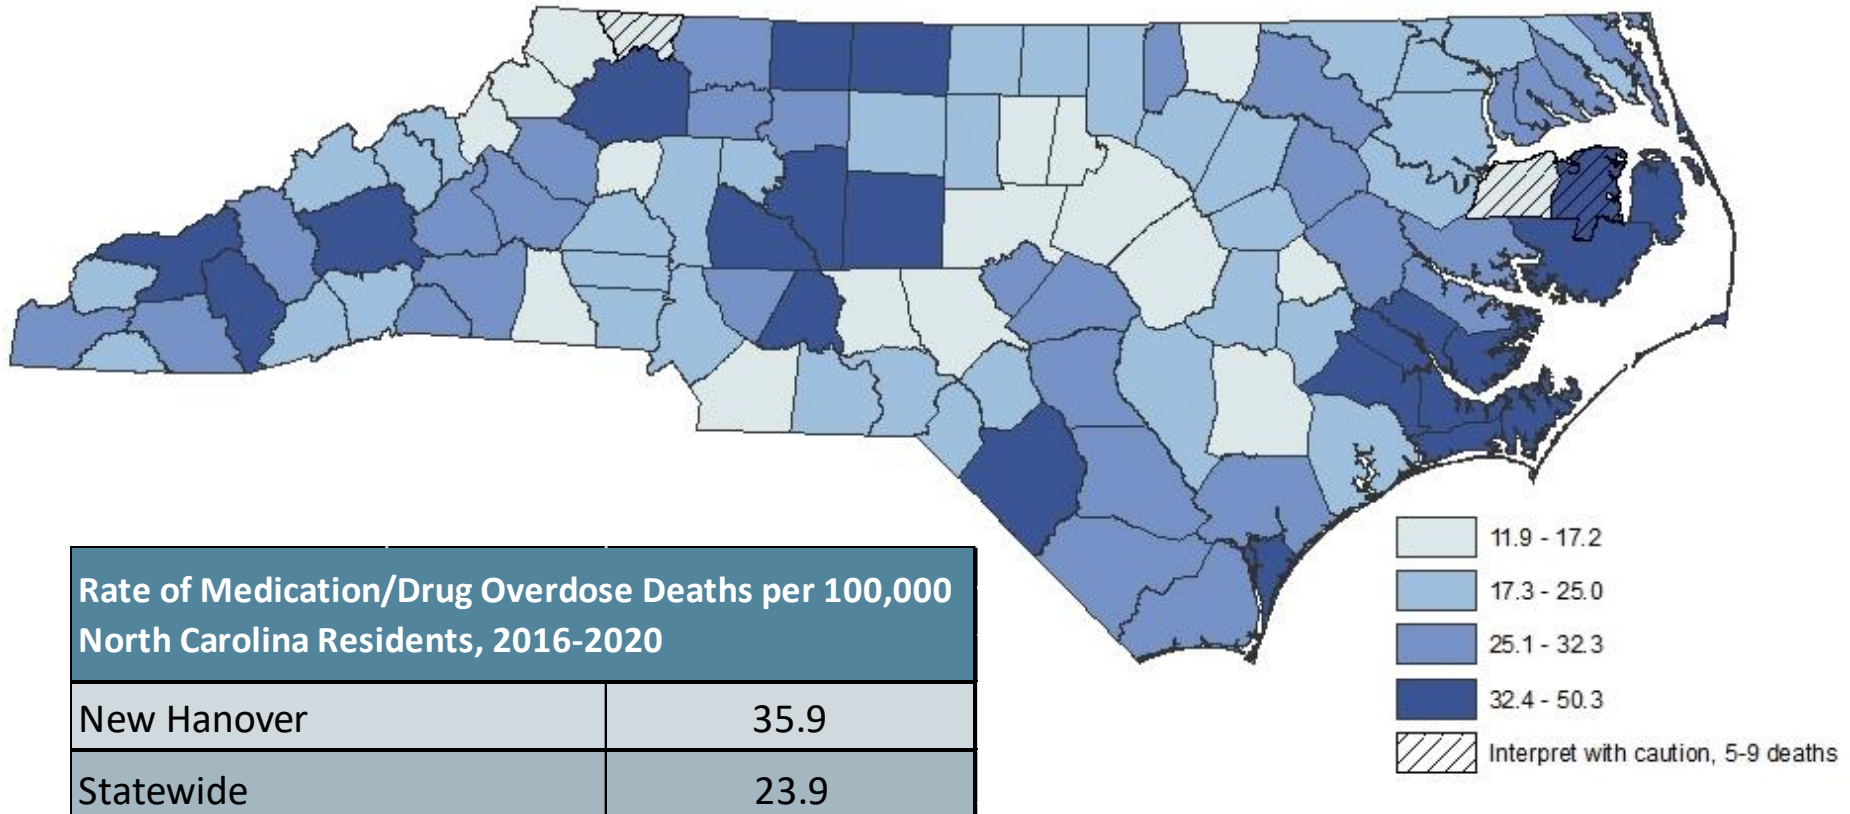 11.9 - 17.2
17.3 - 25.0
25.1 - 32.3
32.4 - 50.3
Interpret with caution, 5-9 deaths
Rate of Medication/Drug Overdose Deaths per 100,000
North Carolina Residents, 2016-2020
New Hanover 35.9
Statewide 23.9